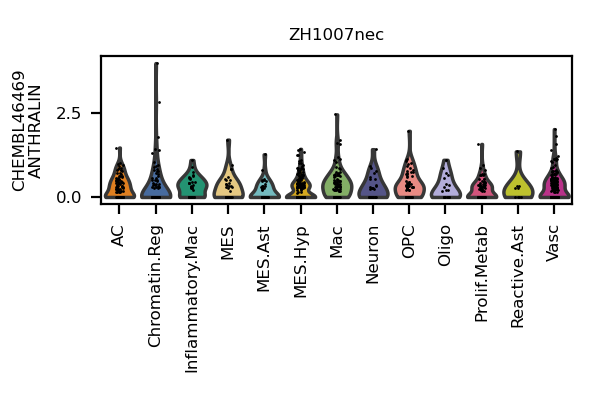 ZH1007nec
CHEMBL46469
ANTHRALIN
2.5
0.0
AC
Chromatin.Reg
Inflammatory.Mac
MES
MES.Ast
MES.Hyp
Mac
Neuron
OPC
Oligo
Prolif.Metab
Reactive.Ast
Vasc